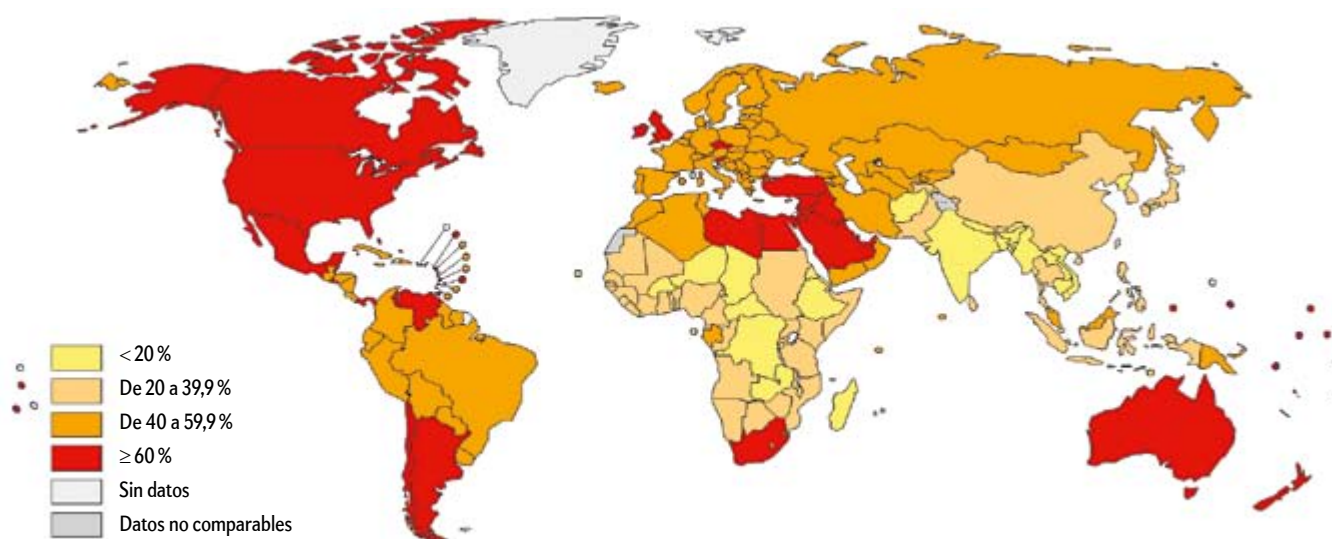 < 20 %
De 20 a 39,9 %
De 40 a 59,9 %
≥ 60 %
Sin datos
Datos no comparables